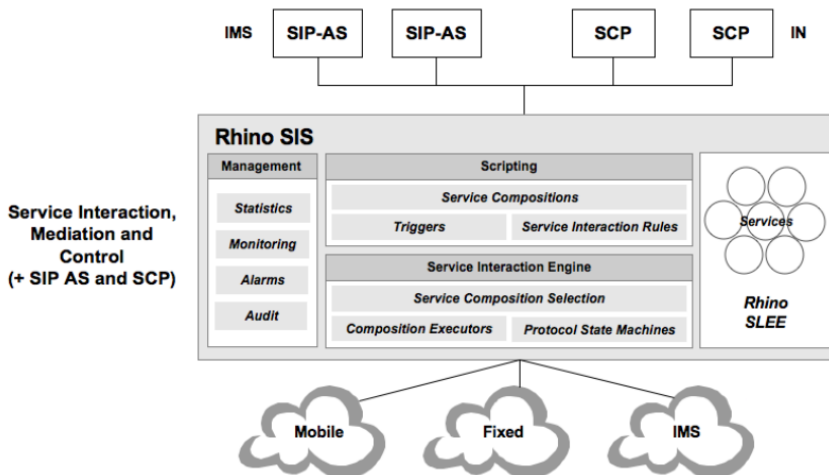 IMS
SIP-AS
SIP-AS
SCP
SCP
IN
Rhino SIS
Management
Statistics
Monitoring
Alarms
Audit
Scripting
Service Compositions
Triggers
Service Interaction Rules
Service Interaction Engine
Service Composition Selection
Composition Executors
Protocol State Machines
Services
Rhino
SLEE
Service Interaction,
Mediation and
Control
(+ SIP AS and SCP)
Mobile
Fixed
IMS